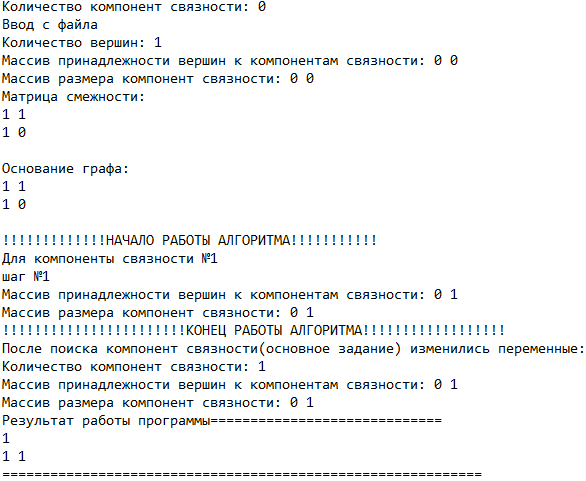 Количество компонент связности: 0
Ввод с файла
Количество вершин: 1
Массив принадлежности вершин к компонентам связности: 0 0
Массив размера компонент связности: 0 0
Матрица смежности:
1 1
1 0
Основание графа:
1 1
1 0
!!!!!!!!!!!!!НАЧАЛО РАБОТЫ АЛГОРИТМА!!!!!!!!!!!
Для компоненты связности №1
шаг №1
Массив принадлежности вершин к компонентам связности: 0 1
Массив размера компонент связности: 0 1
!!!!!!!!!!!!!!!!!!!!!!!КОНЕЦ РАБОТЫ АЛГОРИТМА!!!!!!!!!!!!!!!!!!
После поиска компонент связности(основное задание) изменились переменные:
Количество компонент связности: 1
Массив принадлежности вершин к компонентам связности: 0 1
Массив размера компонент связности: 0 1
Результат работы программы=============================
1
1 1
============================================================